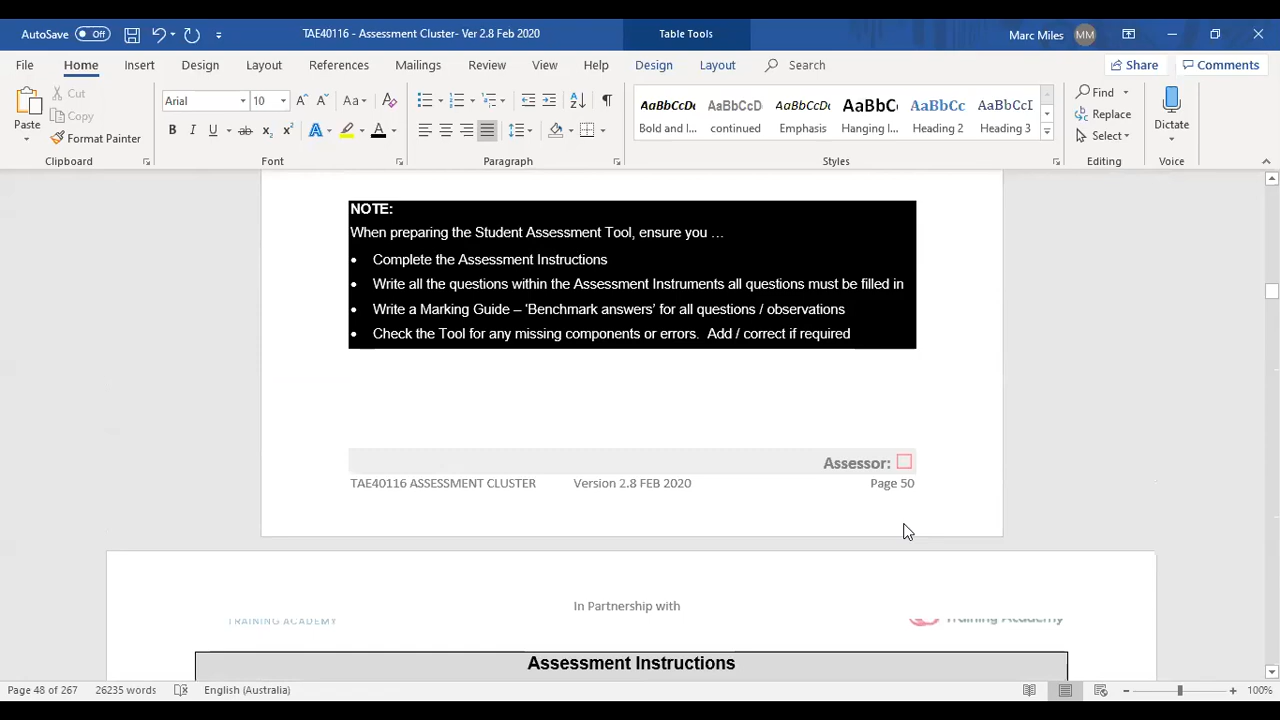 AutoSave Off TAE40116 - Assessment Cluster- Ver 2.8 Feb 2020 Table Tools Marc Miles MM
File Home Insert Design Layout References Mailings Review View Help Design Layout Search Share Comments
Paste
Cut
Copy
Format Painter
Clipboard
Arial 10
Font
Paragraph
AaBbCcDc AaBbCcDc AaBbCcDc AaBbC AaBbCc AaBbCcI
Bold and I... continued Emphasis Hanging I... Heading 2 Heading 3
Styles
Find
Replace
Select
Editing
Dictate
Voice
NOTE:
When preparing the Student Assessment Tool, ensure you …
• Complete the Assessment Instructions
• Write all the questions within the Assessment Instruments all questions must be filled in
• Write a Marking Guide – ‘Benchmark answers’ for all questions / observations
• Check the Tool for any missing components or errors. Add / correct if required
Assessor:
TAE40116 ASSESSMENT CLUSTER Version 2.8 FEB 2020 Page 50
In Partnership with
TRAINING ACADEMY Training Academy
Assessment Instructions
Page 48 of 267 26235 words English (Australia) 100%